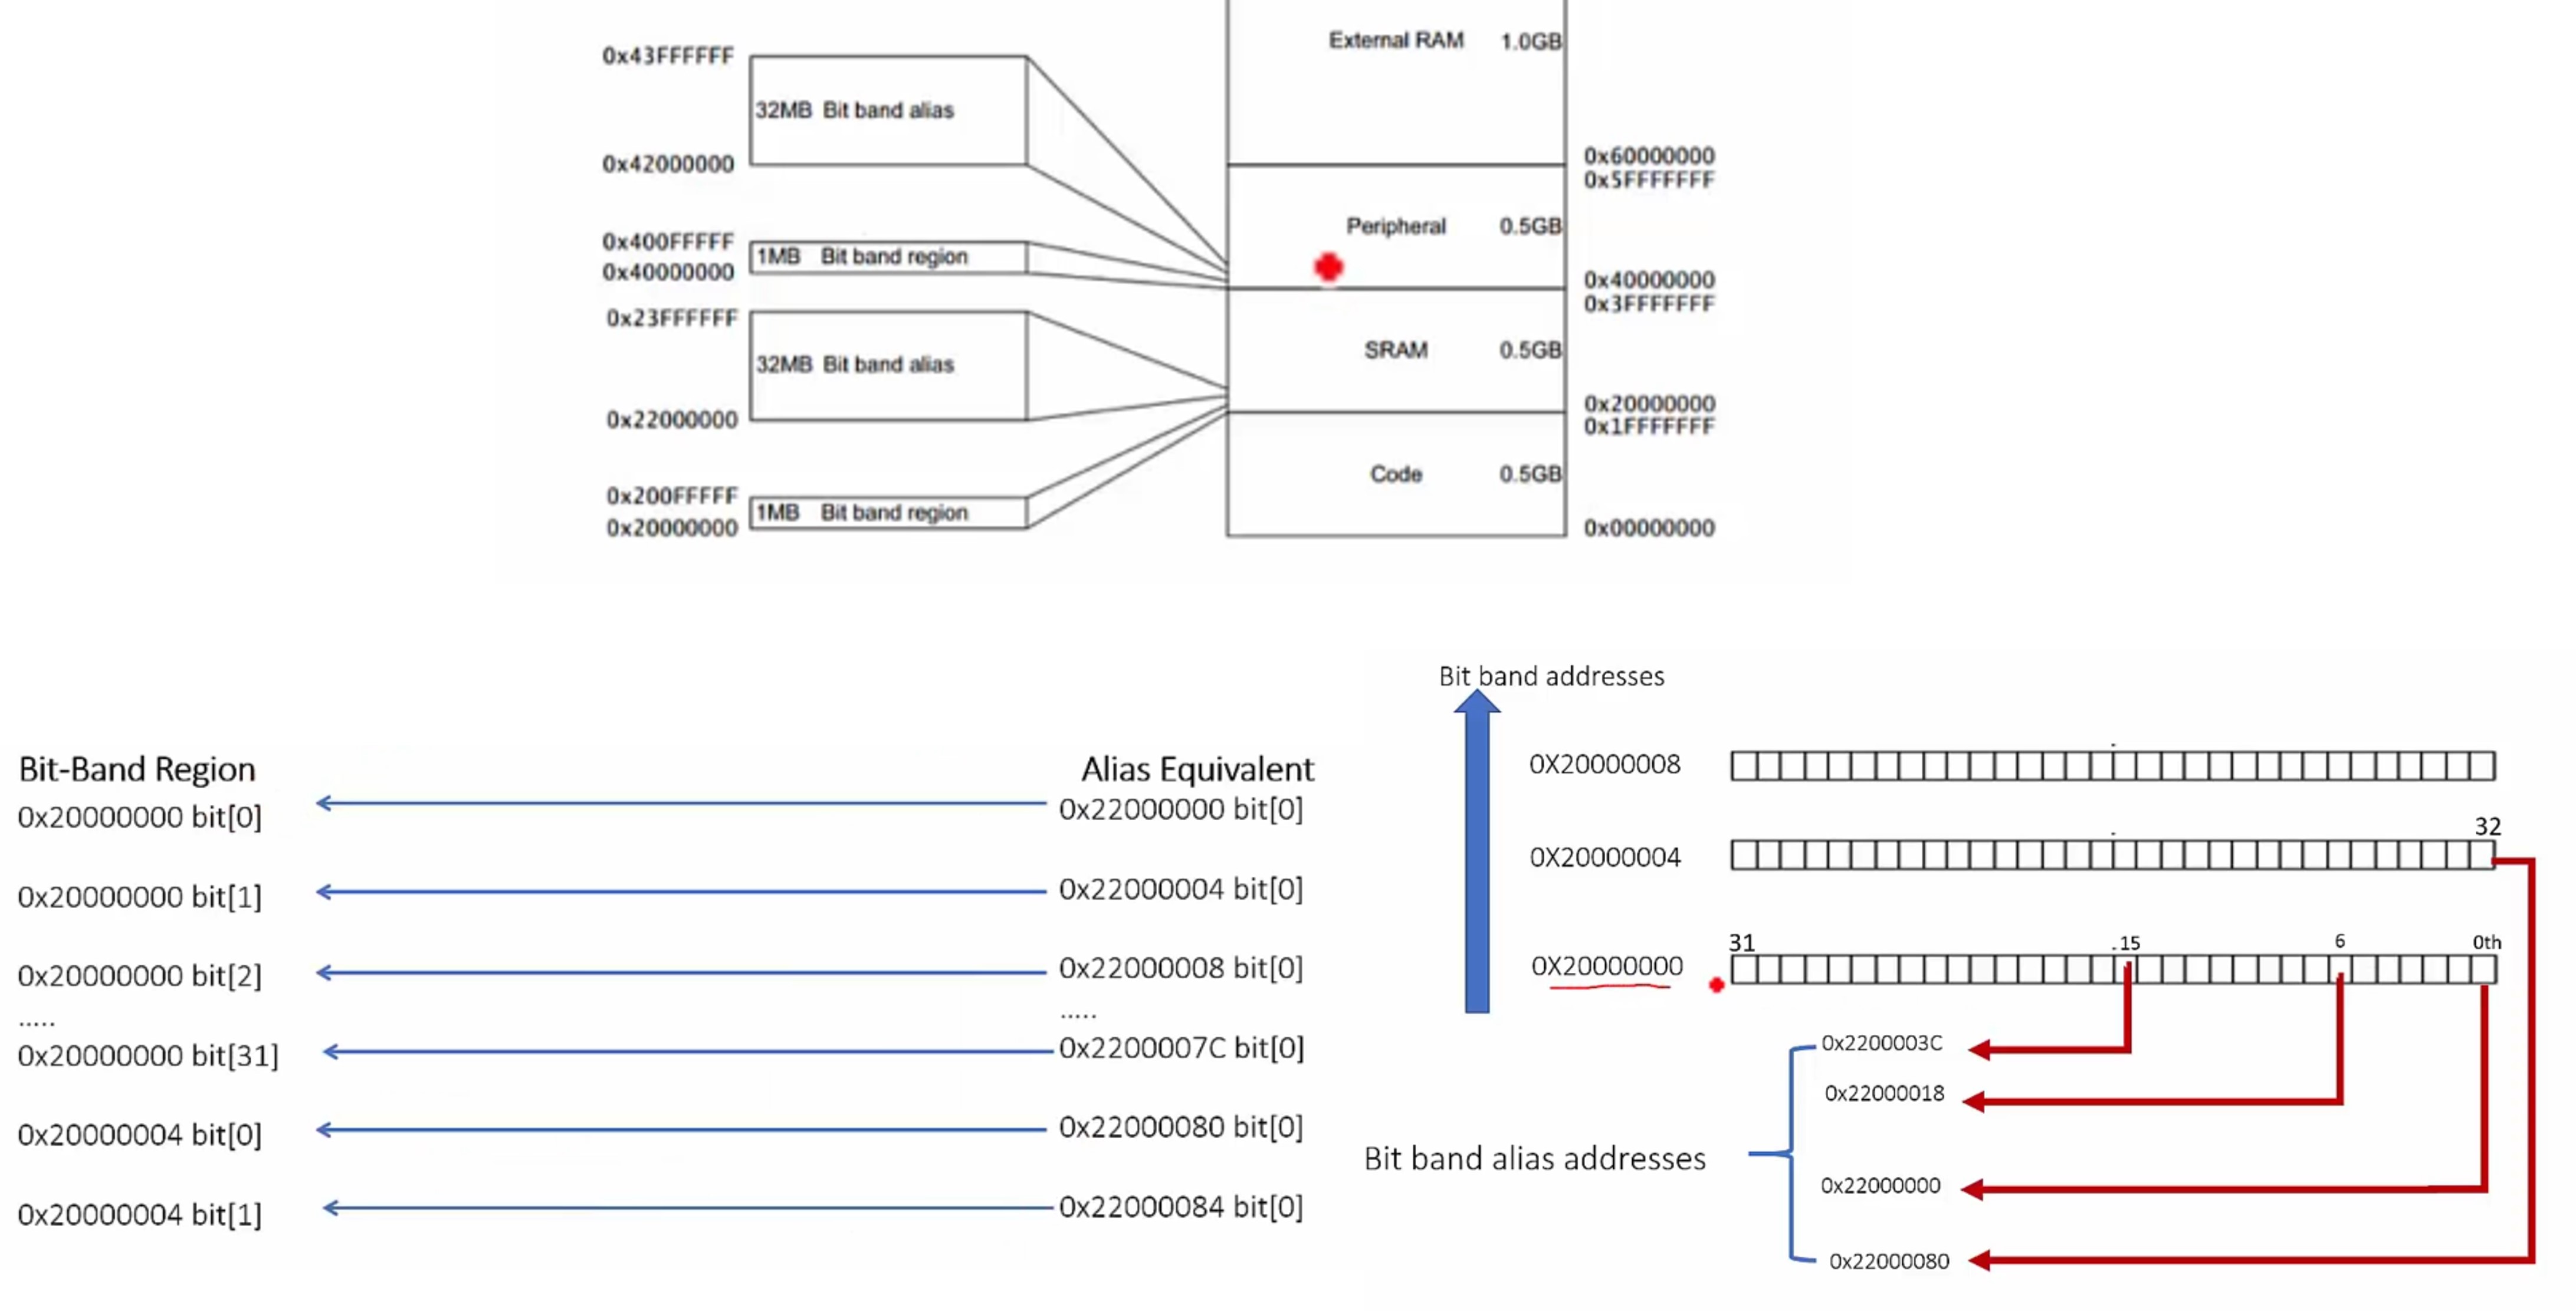 External RAM 1.0GB
0x43FFFFFF
32MB Bit band alias
0x42000000
0x60000000
0x5FFFFFFF
Peripheral 0.5GB
0x400FFFFF
1MB Bit band region
0x40000000
0x40000000
0x3FFFFFFF
0x23FFFFFF
32MB Bit band alias
SRAM 0.5GB
0x22000000
0x20000000
0x1FFFFFFF
Code 0.5GB
0x200FFFFF
1MB Bit band region
0x20000000
0x00000000
Bit-Band Region
0x20000000 bit[0]
0x20000000 bit[1]
0x20000000 bit[2]
.....
0x20000000 bit[31]
0x20000004 bit[0]
0x20000004 bit[1]
Alias Equivalent
0x22000000 bit[0]
0x22000004 bit[0]
0x22000008 bit[0]
.....
0x2200007C bit[0]
0x22000080 bit[0]
0x22000084 bit[0]
Bit band addresses
0X20000008
32
0X20000004
31 .15 6 0th
0X20000000
0x2200003C
0x22000018
Bit band alias addresses
0x22000000
0x22000080